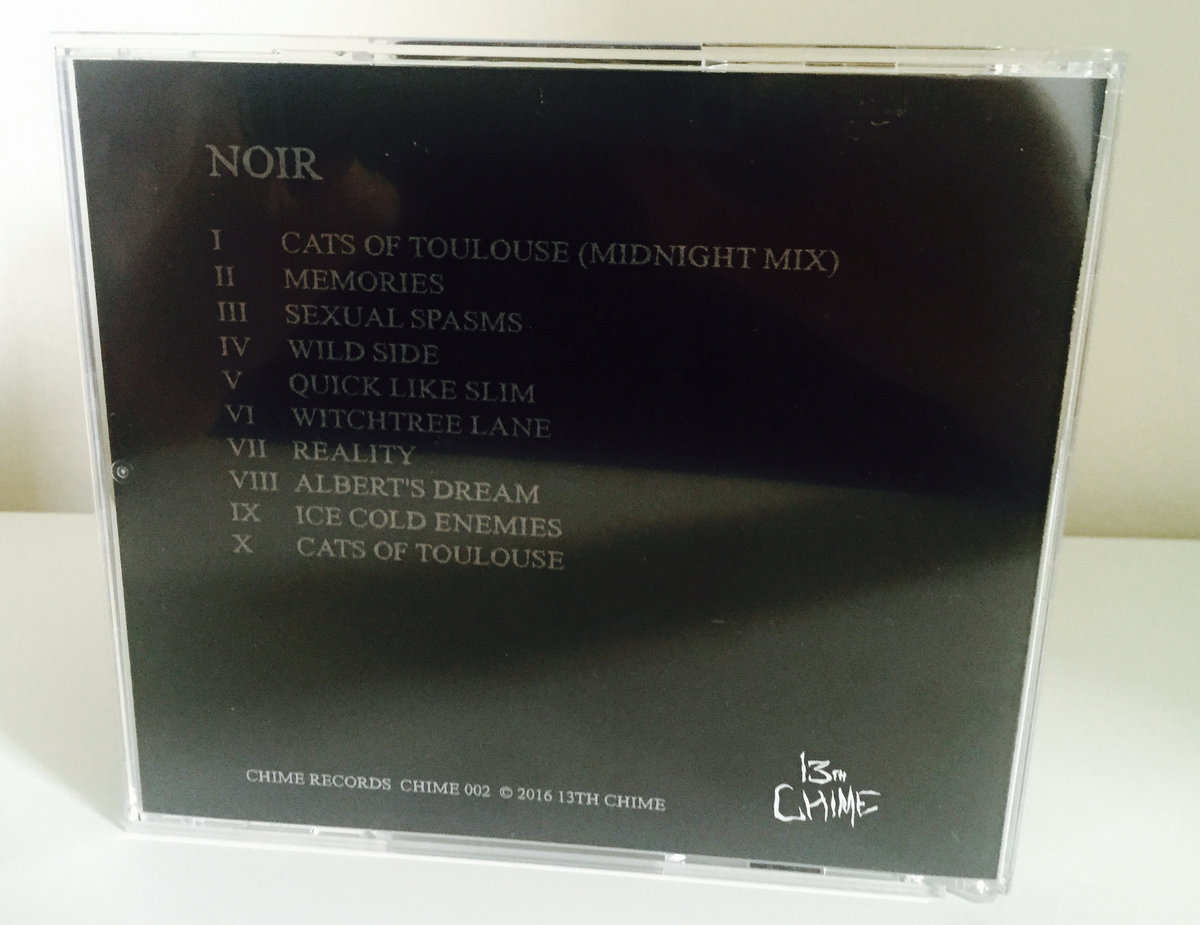 NOIR
I CATS OF TOULOUSE (MIDNIGHT MIX)
II MEMORIES
III SEXUAL SPASMS
IV WILD SIDE
V QUICK LIKE SLIM
VI WITCHTREE LANE
VII REALITY
VIII ALBERT'S DREAM
IX ICE COLD ENEMIES
X CATS OF TOULOUSE
CHIME RECORDS CHIME 002 © 2016 13TH CHIME
13TH
CHIME